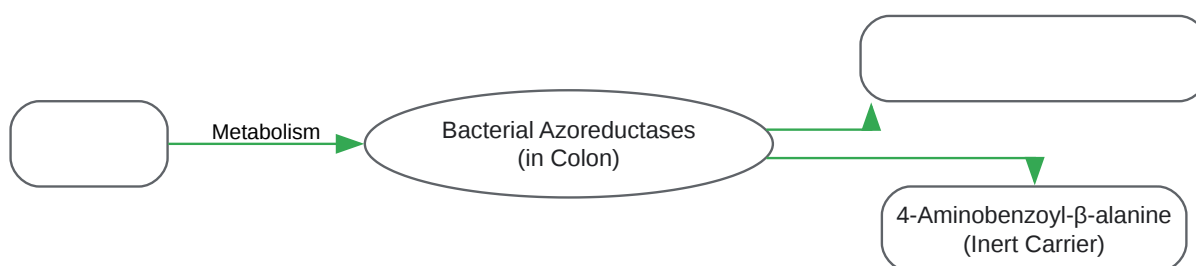 Metabolism
Bacterial Azoreductases
(in Colon)
4-Aminobenzoyl-β-alanine
(Inert Carrier)